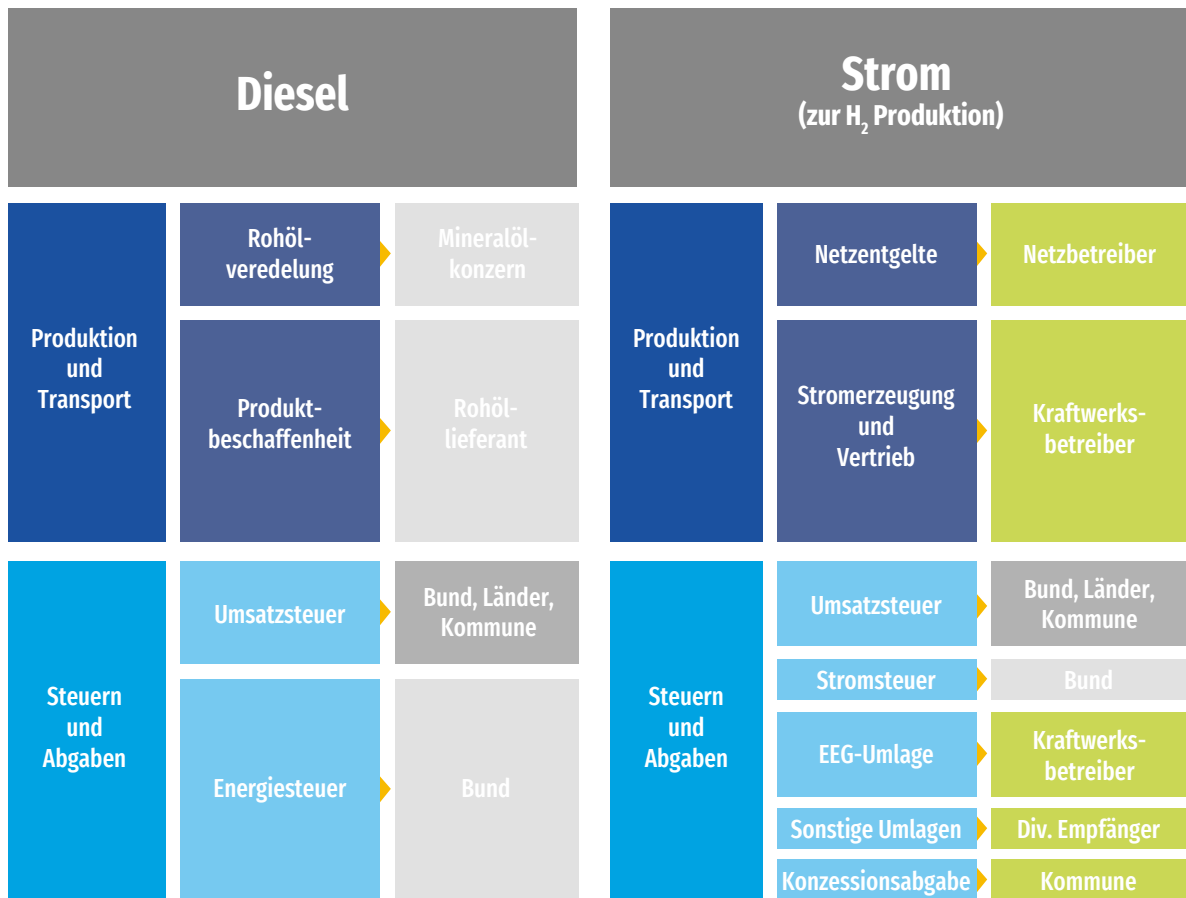 Diesel
Produktion
und
Transport
Rohöl-
veredelung
Mineralöl-
konzern
Produkt-
beschaffenheit
Rohöl-
lieferant
Steuern
und
Abgaben
Umsatzsteuer
Bund, Länder,
Kommune
Energiesteuer
Bund
Strom
(zur H₂ Produktion)
Produktion
und
Transport
Netzentgelte
Netzbetreiber
Stromerzeugung
und
Vertrieb
Kraftwerks-
betreiber
Steuern
und
Abgaben
Umsatzsteuer
Bund, Länder,
Kommune
Stromsteuer
Bund
EEG-Umlage
Kraftwerks-
betreiber
Sonstige Umlagen
Div. Empfänger
Konzessionsabgabe
Kommune